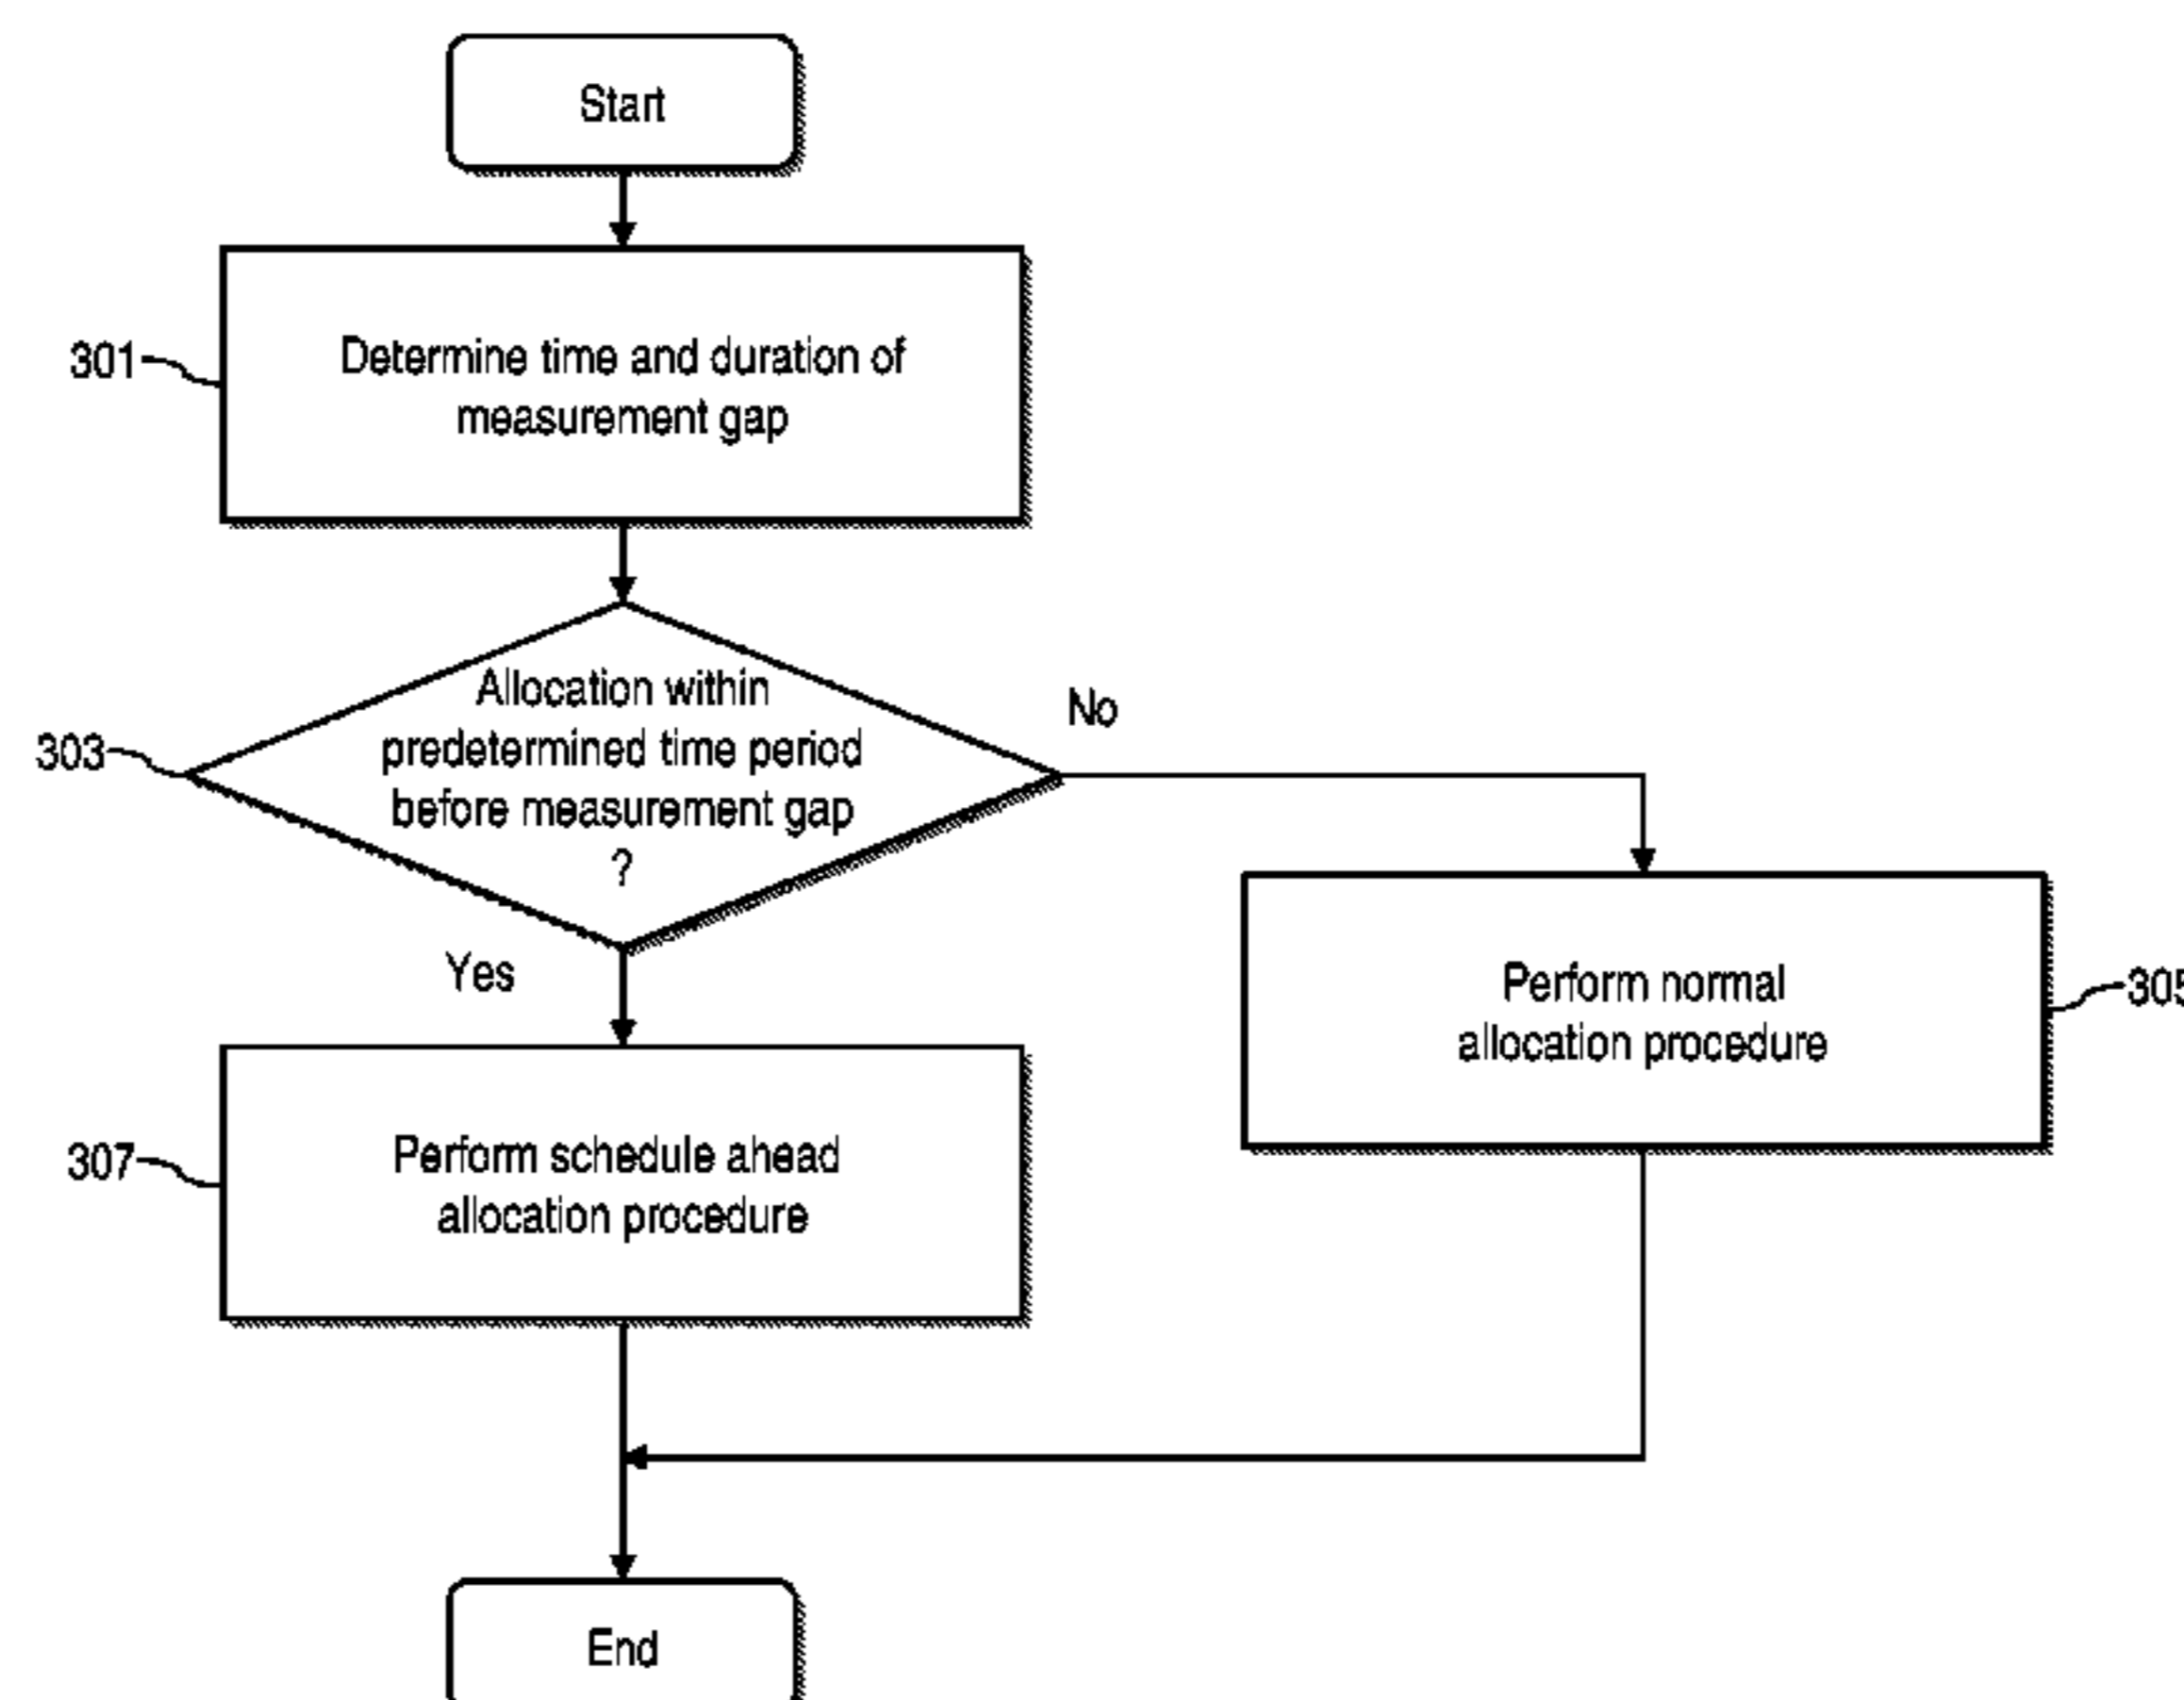 Start
301
Determine time and duration of
measurement gap
303
Allocation within
predetermined time period
before measurement gap
?
No
Yes
Perform normal
allocation procedure
305
307
Perform schedule ahead
allocation procedure
End